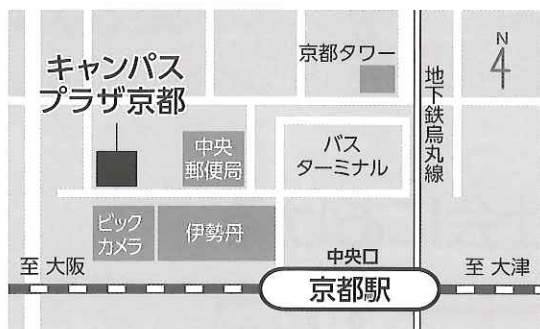 京都タワー
N
キャンパス
プラザ京都
地下鉄烏丸線
中央
郵便局
バス
ターミナル
ビック
カメラ
伊勢丹
中央口
至 大阪
京都駅
至 大津